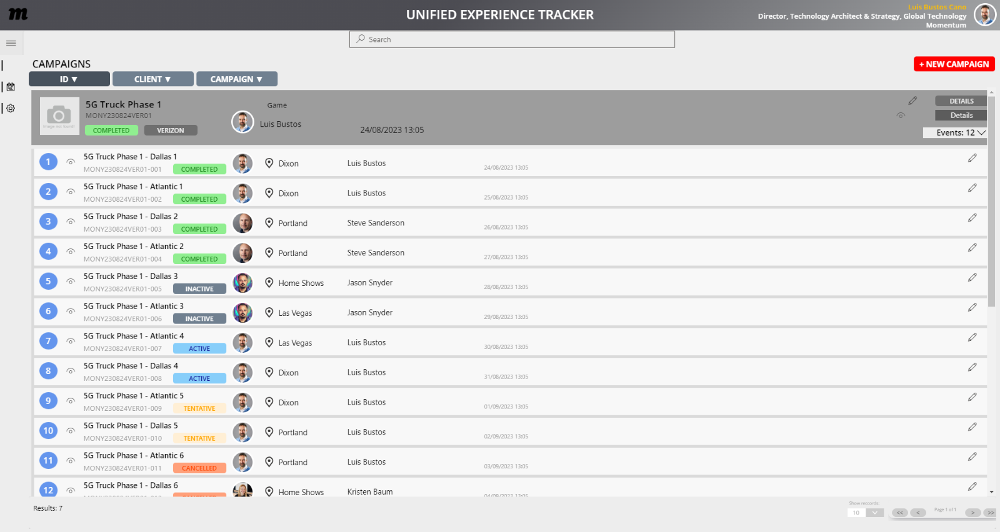 m
UNIFIED EXPERIENCE TRACKER
Luis Bustos Cano
Director, Technology Architect & Strategy, Global Technology
Momentum
Search
CAMPAIGNS
+ NEW CAMPAIGN
ID ▼ CLIENT ▼ CAMPAIGN ▼
5G Truck Phase 1
MONY230824VER01
COMPLETED VERIZON
Image not found!
Game
Luis Bustos
24/08/2023 13:05
DETAILS
Details
Events: 12
1 5G Truck Phase 1 - Dallas 1
MONY230824VER01-001 COMPLETED Dixon Luis Bustos 24/08/2023 13:05
2 5G Truck Phase 1 - Atlantic 1
MONY230824VER01-002 COMPLETED Dixon Luis Bustos 25/08/2023 13:05
3 5G Truck Phase 1 - Dallas 2
MONY230824VER01-003 COMPLETED Portland Steve Sanderson 26/08/2023 13:05
4 5G Truck Phase 1 - Atlantic 2
MONY230824VER01-004 COMPLETED Portland Steve Sanderson 27/08/2023 13:05
5 5G Truck Phase 1 - Dallas 3
MONY230824VER01-005 INACTIVE Home Shows Jason Snyder 28/08/2023 13:05
6 5G Truck Phase 1 - Atlantic 3
MONY230824VER01-006 INACTIVE Las Vegas Jason Snyder 29/08/2023 13:05
7 5G Truck Phase 1 - Atlantic 4
MONY230824VER01-007 ACTIVE Las Vegas Luis Bustos 30/08/2023 13:05
8 5G Truck Phase 1 - Dallas 4
MONY230824VER01-008 ACTIVE Dixon Luis Bustos 31/08/2023 13:05
9 5G Truck Phase 1 - Atlantic 5
MONY230824VER01-009 TENTATIVE Dixon Luis Bustos 01/09/2023 13:05
10 5G Truck Phase 1 - Dallas 5
MONY230824VER01-010 TENTATIVE Portland Luis Bustos 02/09/2023 13:05
11 5G Truck Phase 1 - Atlantic 6
MONY230824VER01-011 CANCELLED Portland Luis Bustos 03/09/2023 13:05
12 5G Truck Phase 1 - Dallas 6
MONY230824VER01-012 CANCELLED Home Shows Kristen Baum 04/09/2023 13:05
Results: 7
Show reccords:
10 << < Page 1 of 1 > >>